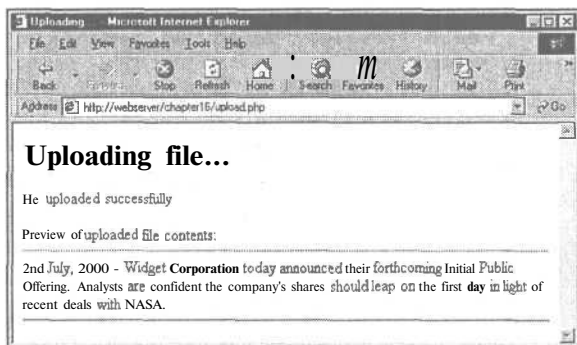 Uploading Microsoft Internet Explorer
File Edit View Favorites Tools Help
Back Forward Stop Refresh Home : Search m Favorites History Mail Print
Address http://webserver/chapter16/upload.php Go
Uploading file...
He uploaded successfully
Preview of uploaded file contents:
2nd July, 2000 - Widget Corporation today announced their forthcoming Initial Public
Offering. Analysts are confident the company's shares should leap on the first day in light of
recent deals with NASA.